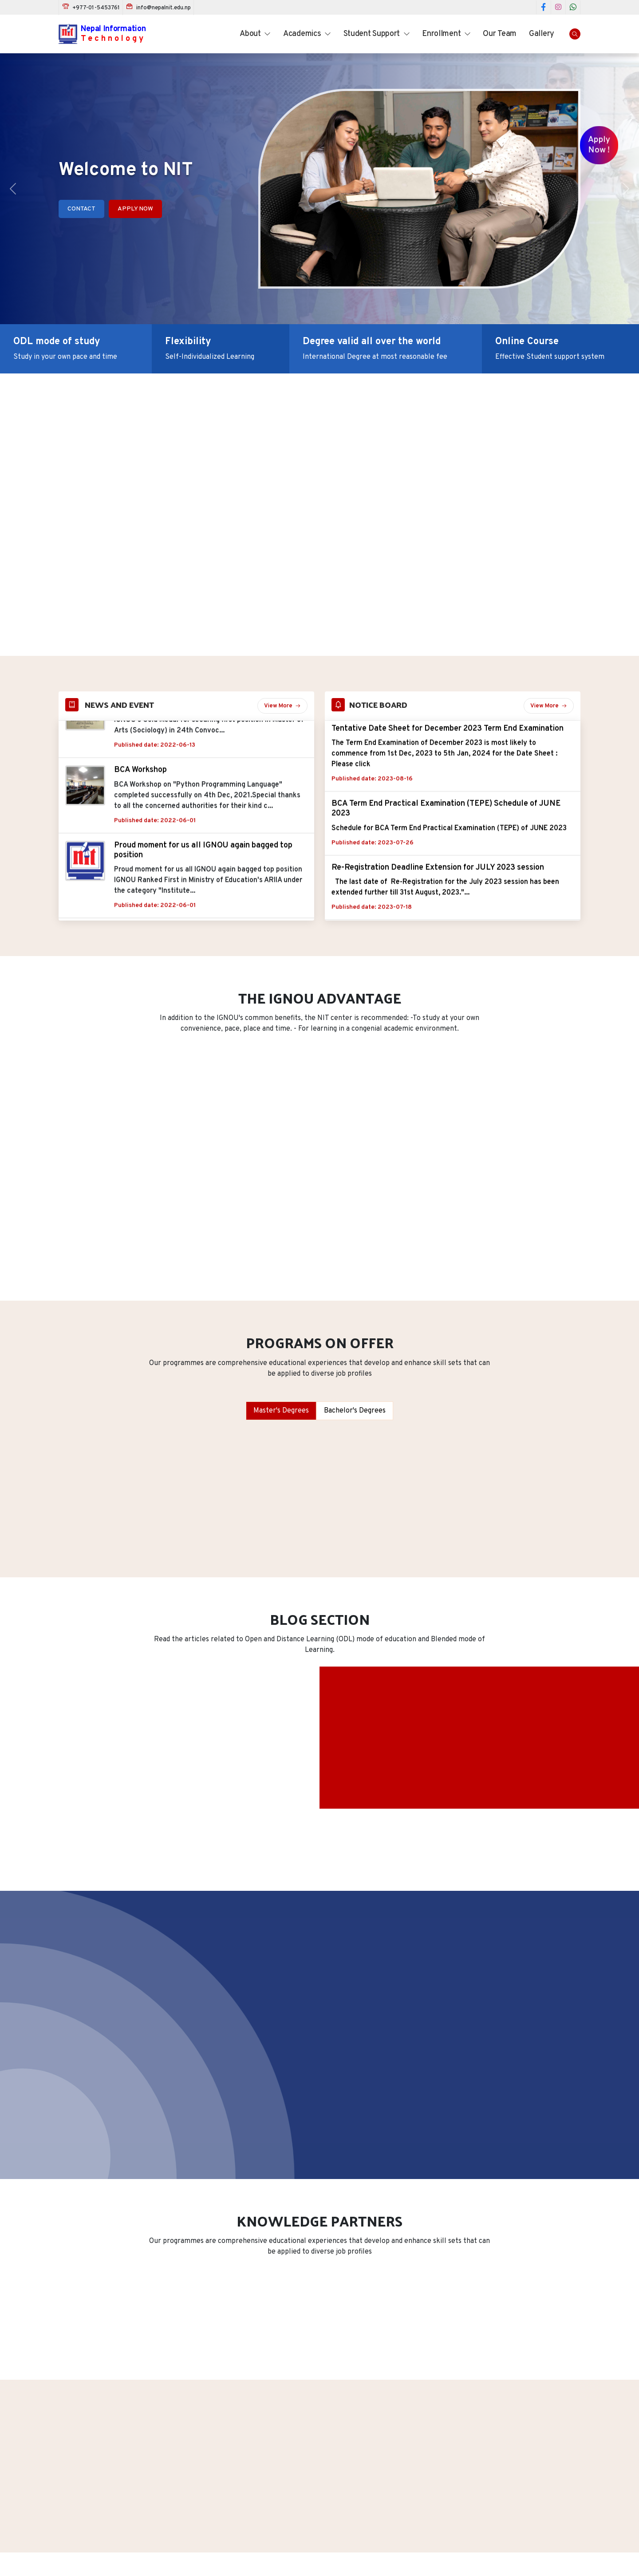 +977-01-5453761 info@nepalnit.edu.np
Nepal Information
Technology
About Academics Student Support Enrollment Our Team Gallery
Apply
Now !
Welcome to NIT
CONTACT APPLY NOW
ODL mode of study
Study in your own pace and time
Flexibility
Self-Individualized Learning
Degree valid all over the world
International Degree at most reasonable fee
Online Course
Effective Student support system
NEWS AND EVENT
View More
Arts (Sociology) in 24th Convoc...
Published date: 2022-06-13
BCA Workshop
BCA Workshop on "Python Programming Language"
completed successfully on 4th Dec, 2021.Special thanks
to all the concerned authorities for their kind c...
Published date: 2022-06-01
nit
Proud moment for us all IGNOU again bagged top
position
Proud moment for us all IGNOU again bagged top position
IGNOU Ranked First in Ministry of Education's ARIIA under
the category "Institute...
Published date: 2022-06-01
NOTICE BOARD
View More
Tentative Date Sheet for December 2023 Term End Examination
The Term End Examination of December 2023 is most likely to
commence from 1st Dec, 2023 to 5th Jan, 2024 for the Date Sheet :
Please click
Published date: 2023-08-16
BCA Term End Practical Examination (TEPE) Schedule of JUNE
2023
Schedule for BCA Term End Practical Examination (TEPE) of JUNE 2023
Published date: 2023-07-26
Re-Registration Deadline Extension for JULY 2023 session
The last date of Re-Registration for the July 2023 session has been
extended further till 31st August, 2023."...
Published date: 2023-07-18
THE IGNOU ADVANTAGE
In addition to the IGNOU's common benefits, the NIT center is recommended: -To study at your own
convenience, pace, place and time. - For learning in a congenial academic environment.
PROGRAMS ON OFFER
Our programmes are comprehensive educational experiences that develop and enhance skill sets that can
be applied to diverse job profiles
Master's Degrees Bachelor's Degrees
BLOG SECTION
Read the articles related to Open and Distance Learning (ODL) mode of education and Blended mode of
Learning.
KNOWLEDGE PARTNERS
Our programmes are comprehensive educational experiences that develop and enhance skill sets that can
be applied to diverse job profiles